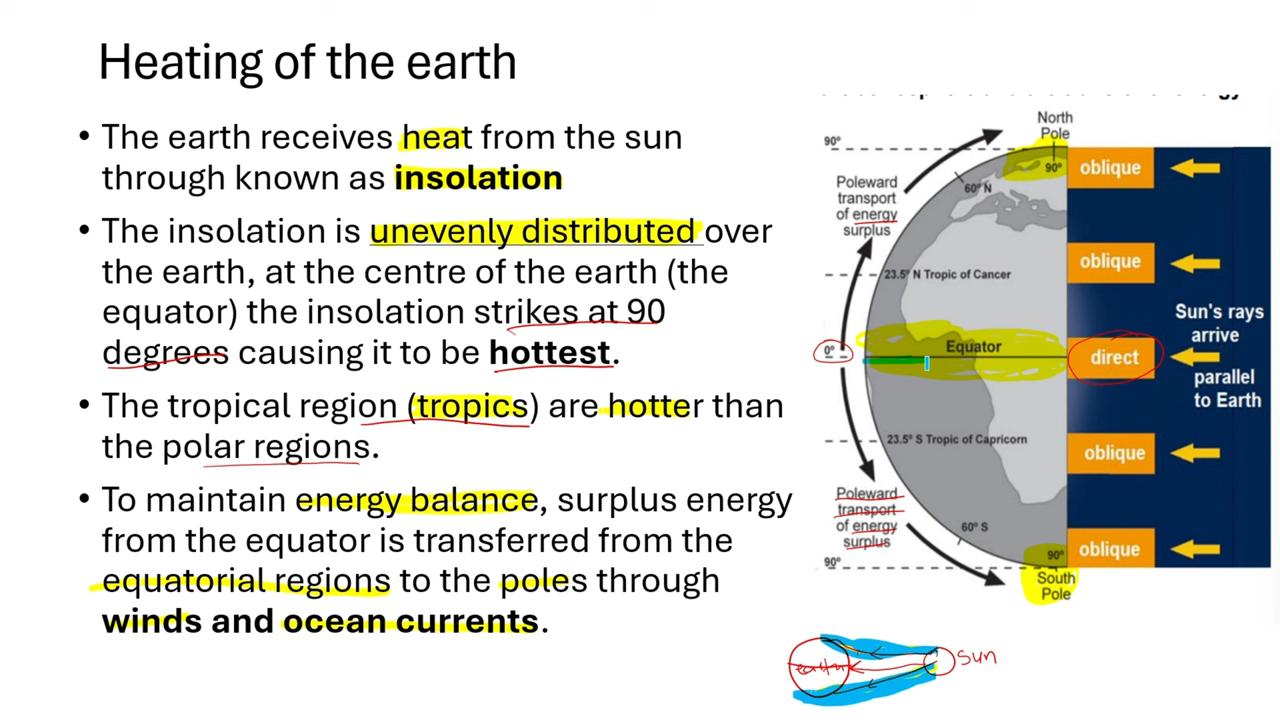 Heating of the earth
• The earth receives heat from the sun
through known as insolation
• The insolation is unevenly distributed over
the earth, at the centre of the earth (the
equator) the insolation strikes at 90
degrees causing it to be hottest.
• The tropical region (tropics) are hotter than
the polar regions.
• To maintain energy balance, surplus energy
from the equator is transferred from the
equatorial regions to the poles through
winds and ocean currents.
North
Pole
90°
90°
oblique
60° N
Poleward
transport
of energy
surplus
oblique
23.5° N Tropic of Cancer
Sun's rays
arrive
0°
Equator
direct
parallel
to Earth
23.5° S Tropic of Capricorn
oblique
Poleward
transport
of energy
surplus
60° S
90°
90°
oblique
South
Pole
earth
Sun